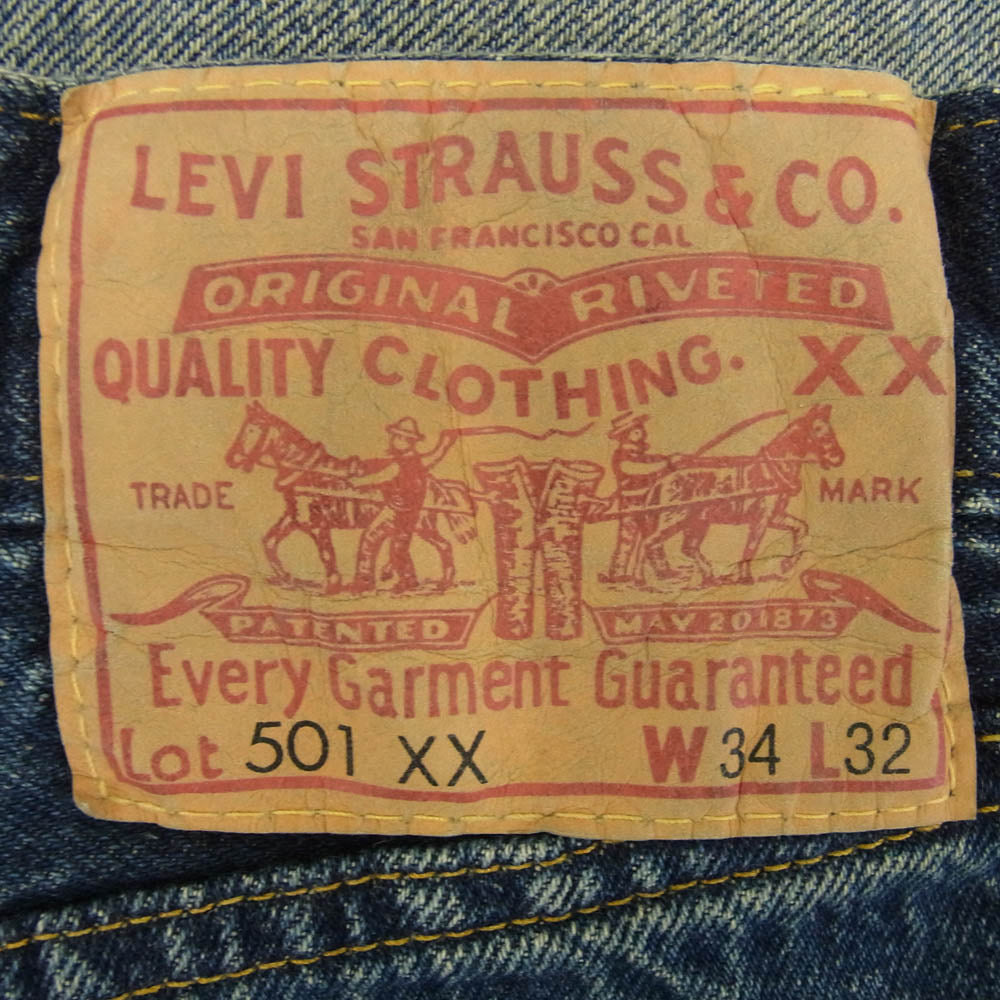 LEVI STRAUSS & CO.
SAN FRANCISCO CAL
ORIGINAL RIVETED
QUALITY CLOTHING. XX
TRADE MARK
PATENTED MAY 20 1873
Every Garment Guaranteed
Lot 501 XX W 34 L 32